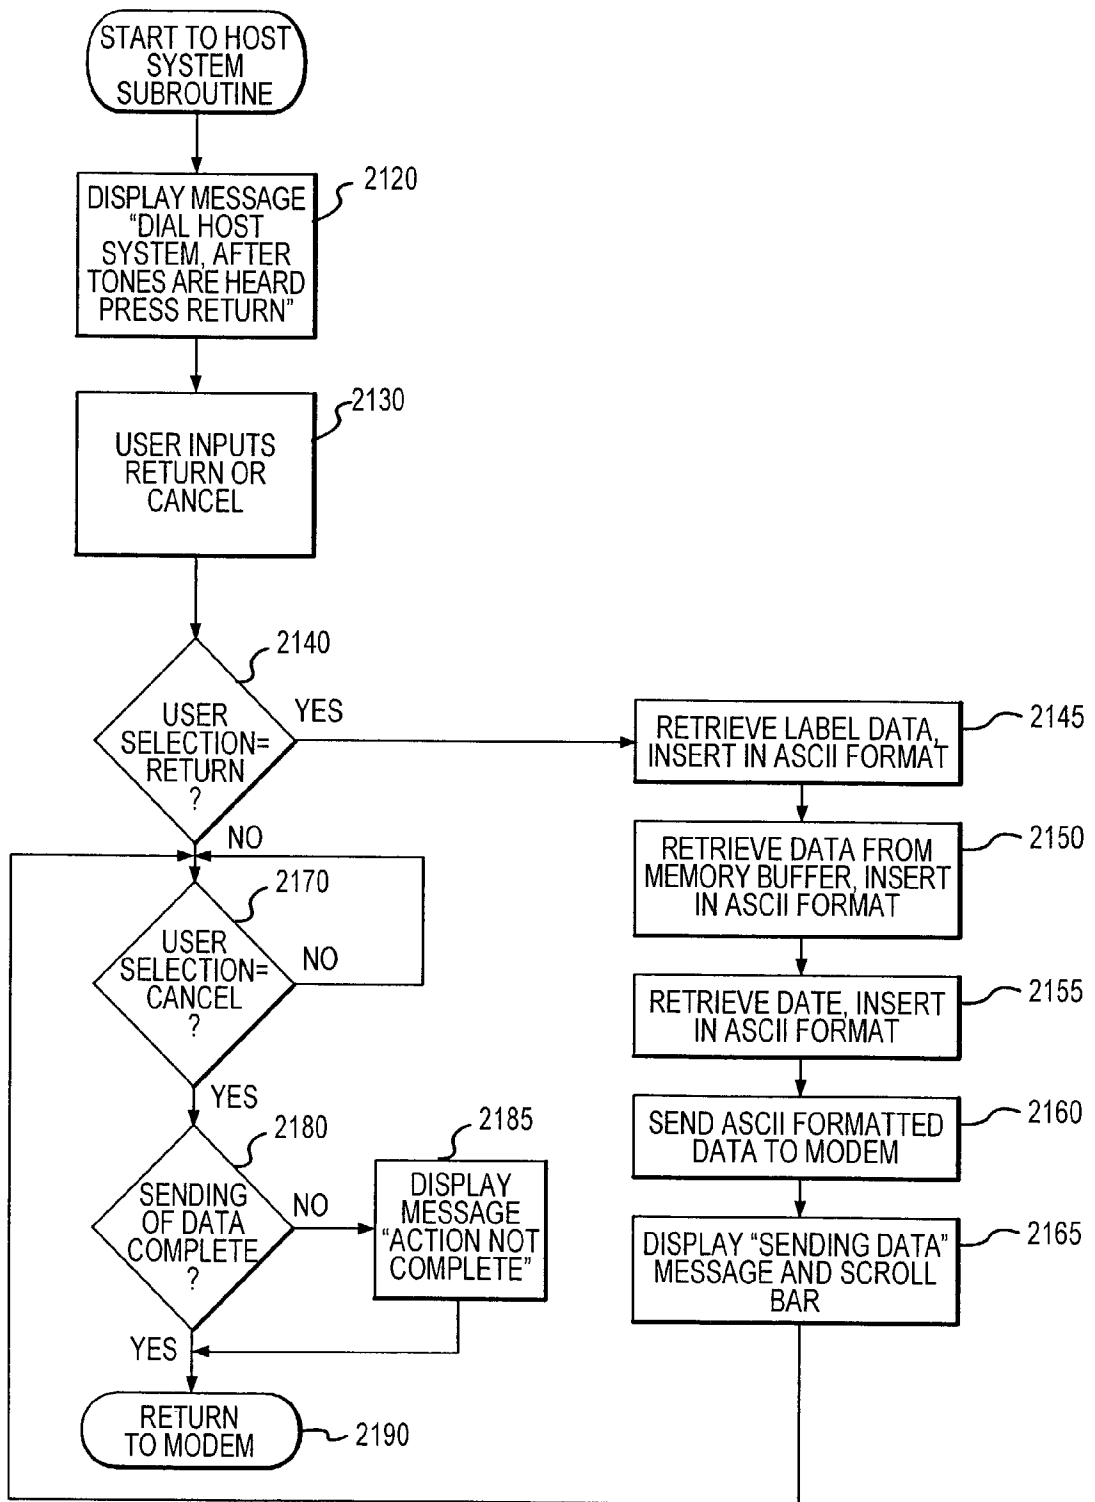 START TO HOST
SYSTEM
SUBROUTINE
2120
DISPLAY MESSAGE
"DIAL HOST
SYSTEM, AFTER
TONES ARE HEARD
PRESS RETURN"
2130
USER INPUTS
RETURN OR
CANCEL
2140
USER
SELECTION=
RETURN
?
YES
NO
2145
RETRIEVE LABEL DATA,
INSERT IN ASCII FORMAT
2150
RETRIEVE DATA FROM
MEMORY BUFFER, INSERT
IN ASCII FORMAT
2155
RETRIEVE DATE, INSERT
IN ASCII FORMAT
2160
SEND ASCII FORMATTED
DATA TO MODEM
2165
DISPLAY "SENDING DATA"
MESSAGE AND SCROLL
BAR
2170
USER
SELECTION=
CANCEL
?
NO
YES
2180
SENDING
OF DATA
COMPLETE
?
NO
2185
DISPLAY
MESSAGE
"ACTION NOT
COMPLETE"
YES
RETURN
TO MODEM
2190